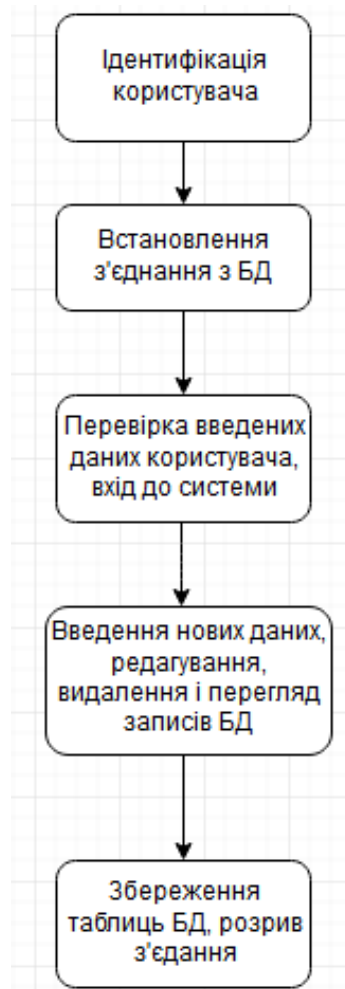 Ідентифікація
користувача
Встановлення
з'єднання з БД
Перевірка введених
даних користувача,
вхід до системи
Введення нових даних,
редагування,
видалення і перегляд
записів БД
Збереження
таблиць БД, розрив
з'єдання